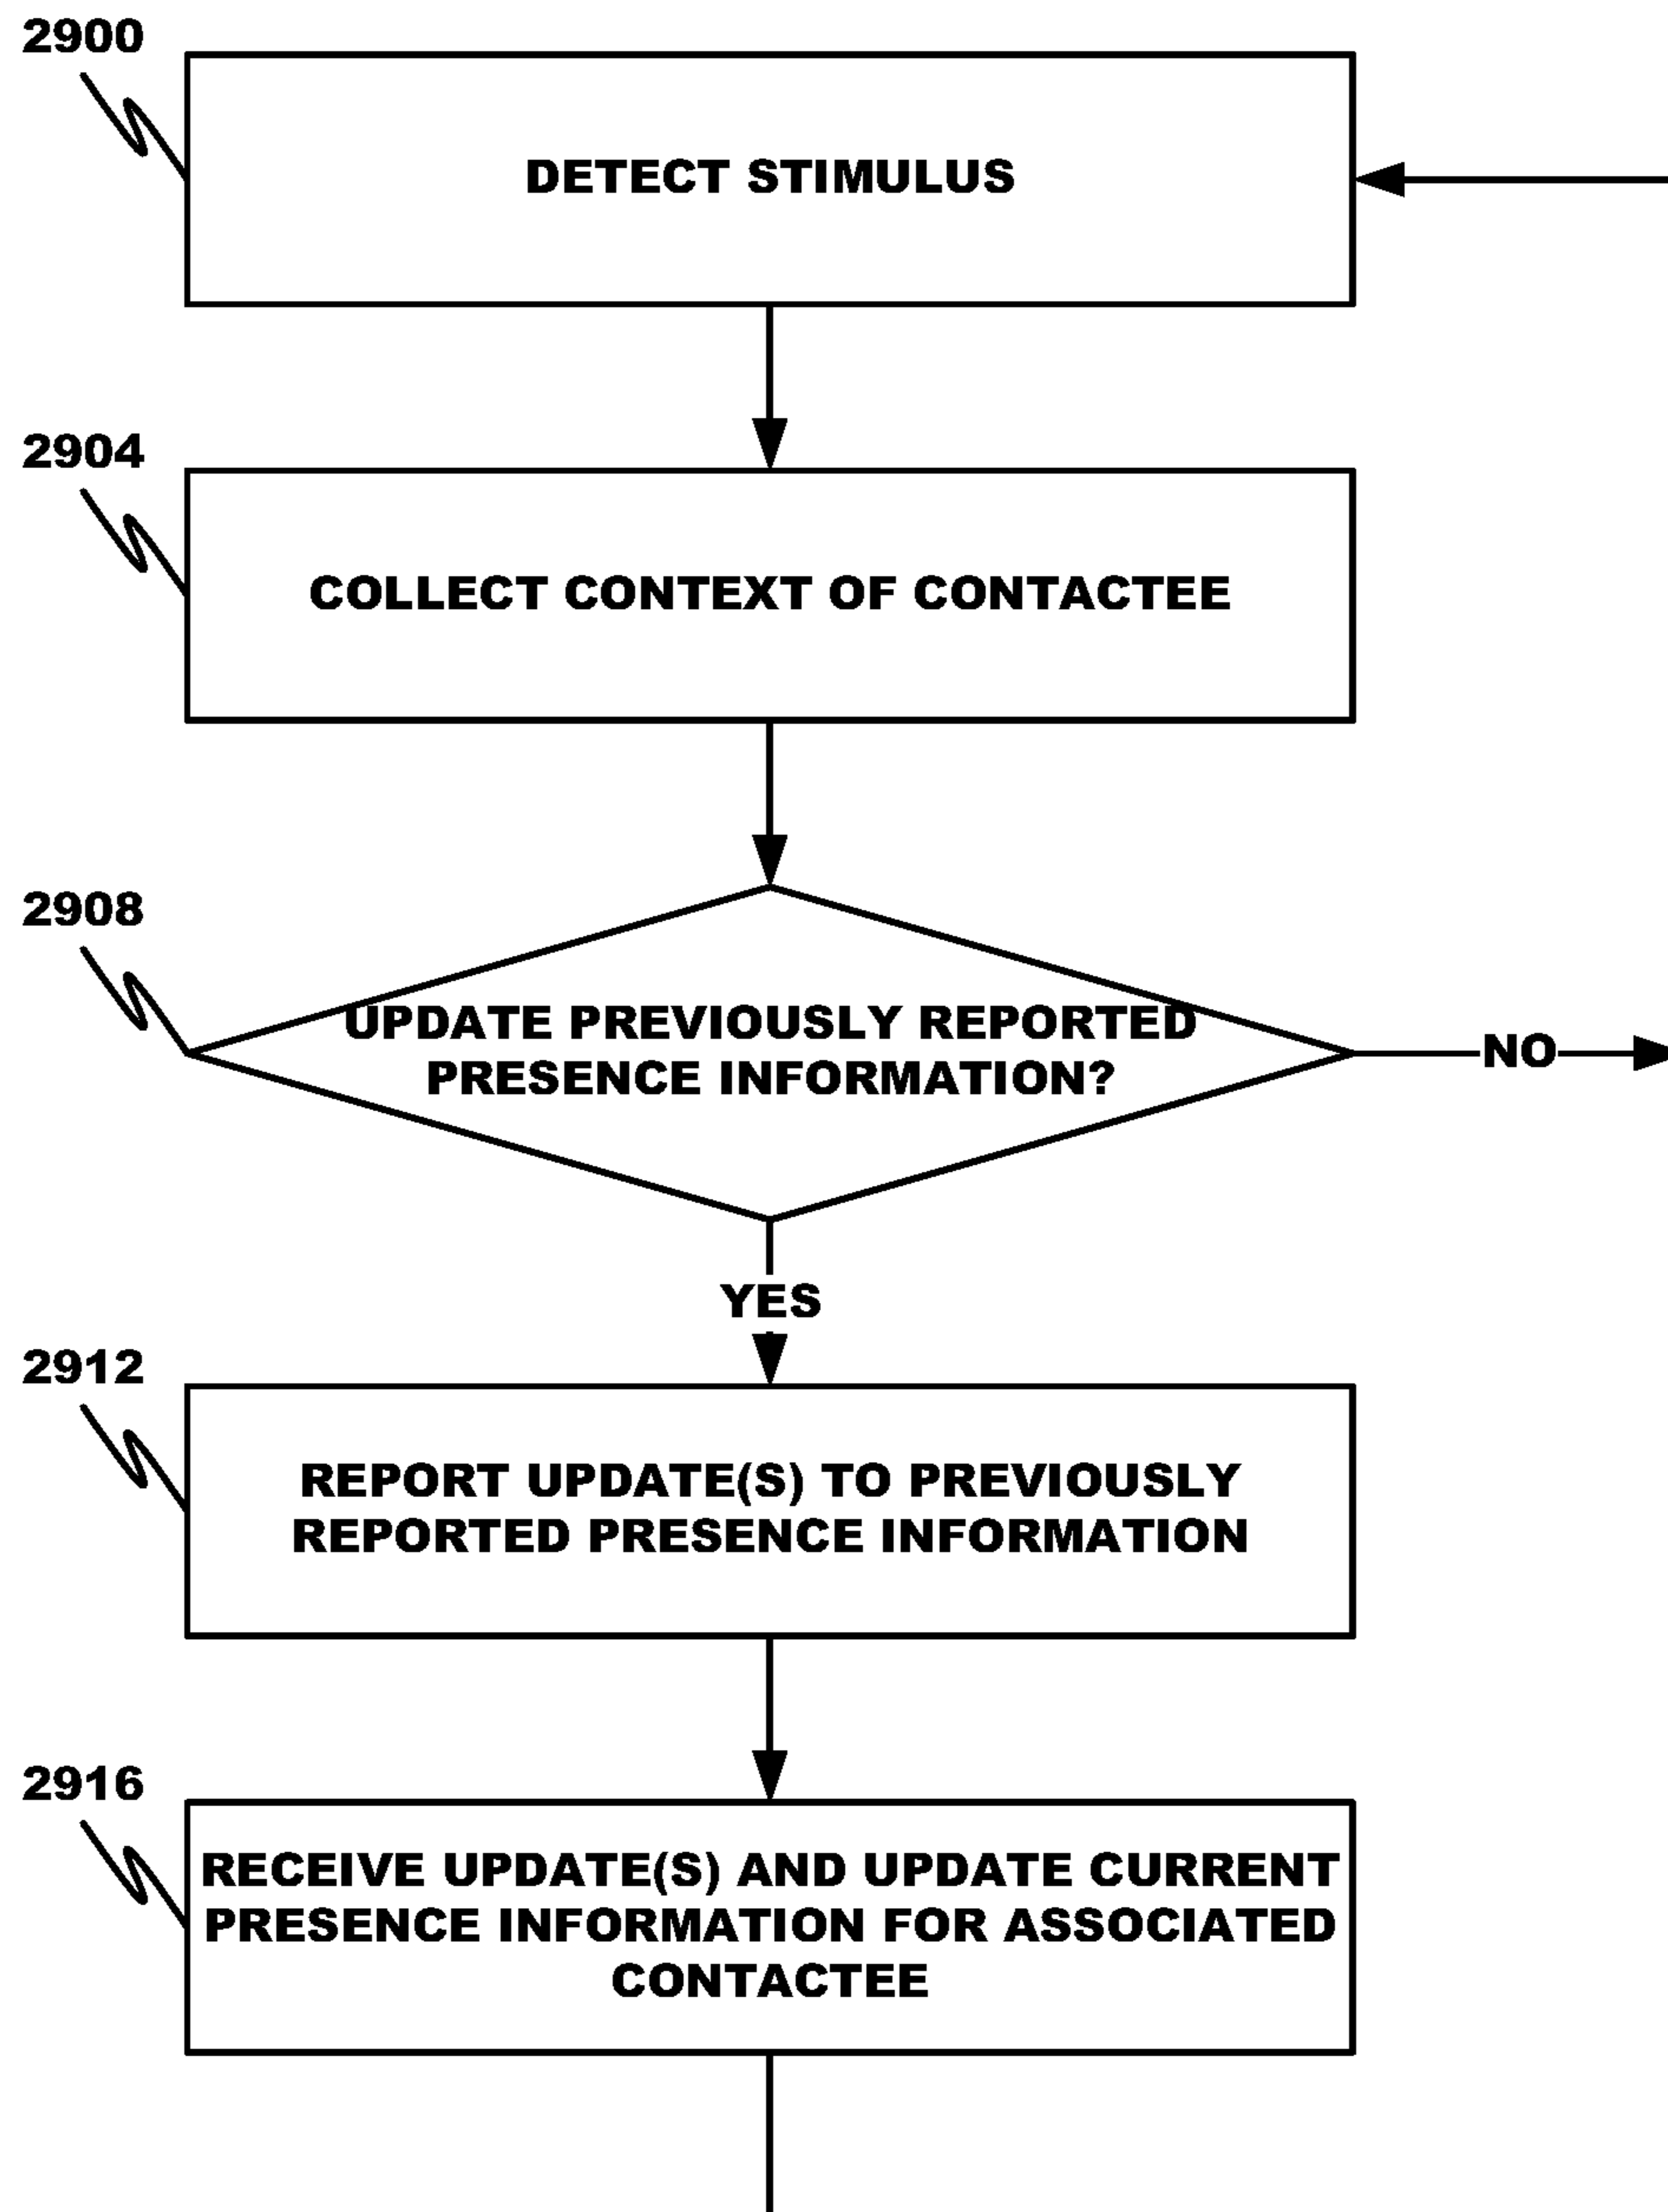 2900
DETECT STIMULUS
2904
COLLECT CONTEXT OF CONTACTEE
2908
UPDATE PREVIOUSLY REPORTED
PRESENCE INFORMATION?
NO
YES
2912
REPORT UPDATE(S) TO PREVIOUSLY
REPORTED PRESENCE INFORMATION
2916
RECEIVE UPDATE(S) AND UPDATE CURRENT
PRESENCE INFORMATION FOR ASSOCIATED
CONTACTEE